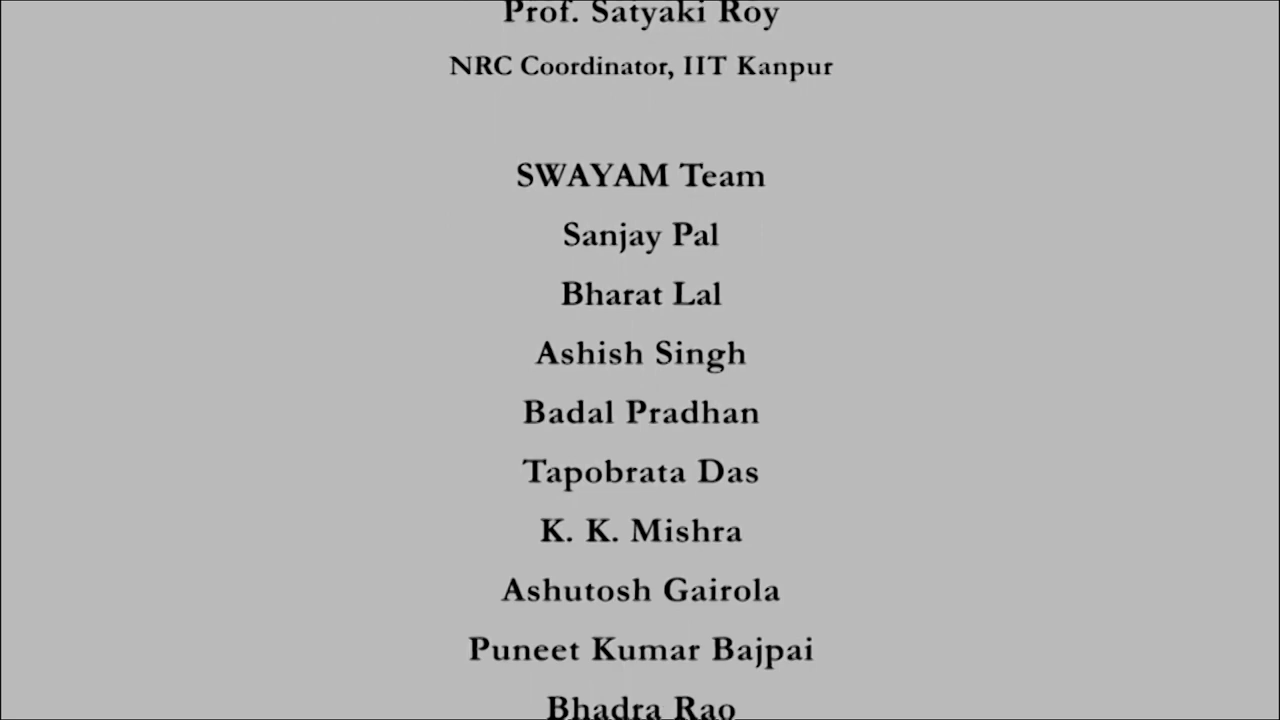 Prof. Satyaki Roy
NRC Coordinator, IIT Kanpur
SWAYAM Team
Sanjay Pal
Bharat Lal
Ashish Singh
Badal Pradhan
Tapobrata Das
K. K. Mishra
Ashutosh Gairola
Puneet Kumar Bajpai
Bhadra Rao